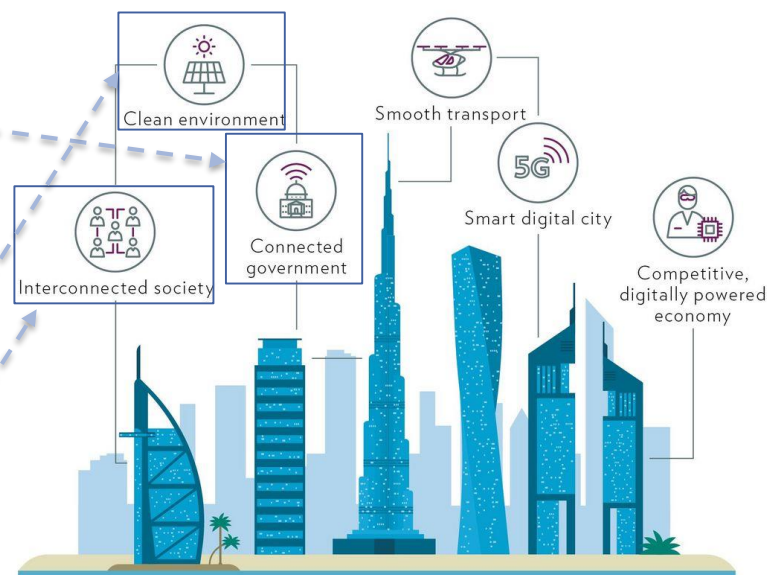 Clean environment
Smooth transport
5G
Smart digital city
Connected
government
Interconnected society
Competitive,
digitally powered
economy